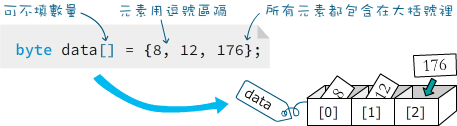 可不填數量
元素用逗號區隔
所有元素都包含在大括號裡
byte data[] = {8, 12, 176};
176
data
8
12
[0]
[1]
[2]